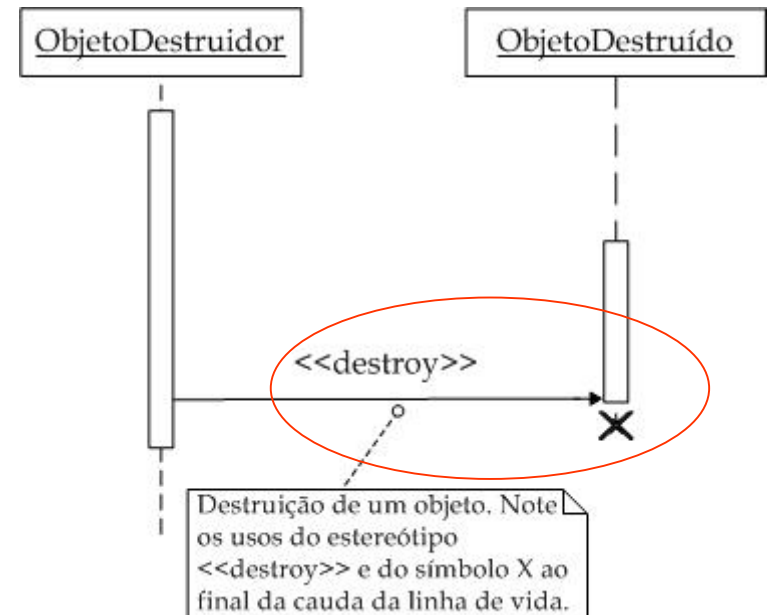 ObjetoDestruidor
ObjetoDestruído
<<destroy>>
Destruição de um objeto. Note
os usos do estereótipo
<<destroy>> e do símbolo X ao
final da cauda da linha de vida.